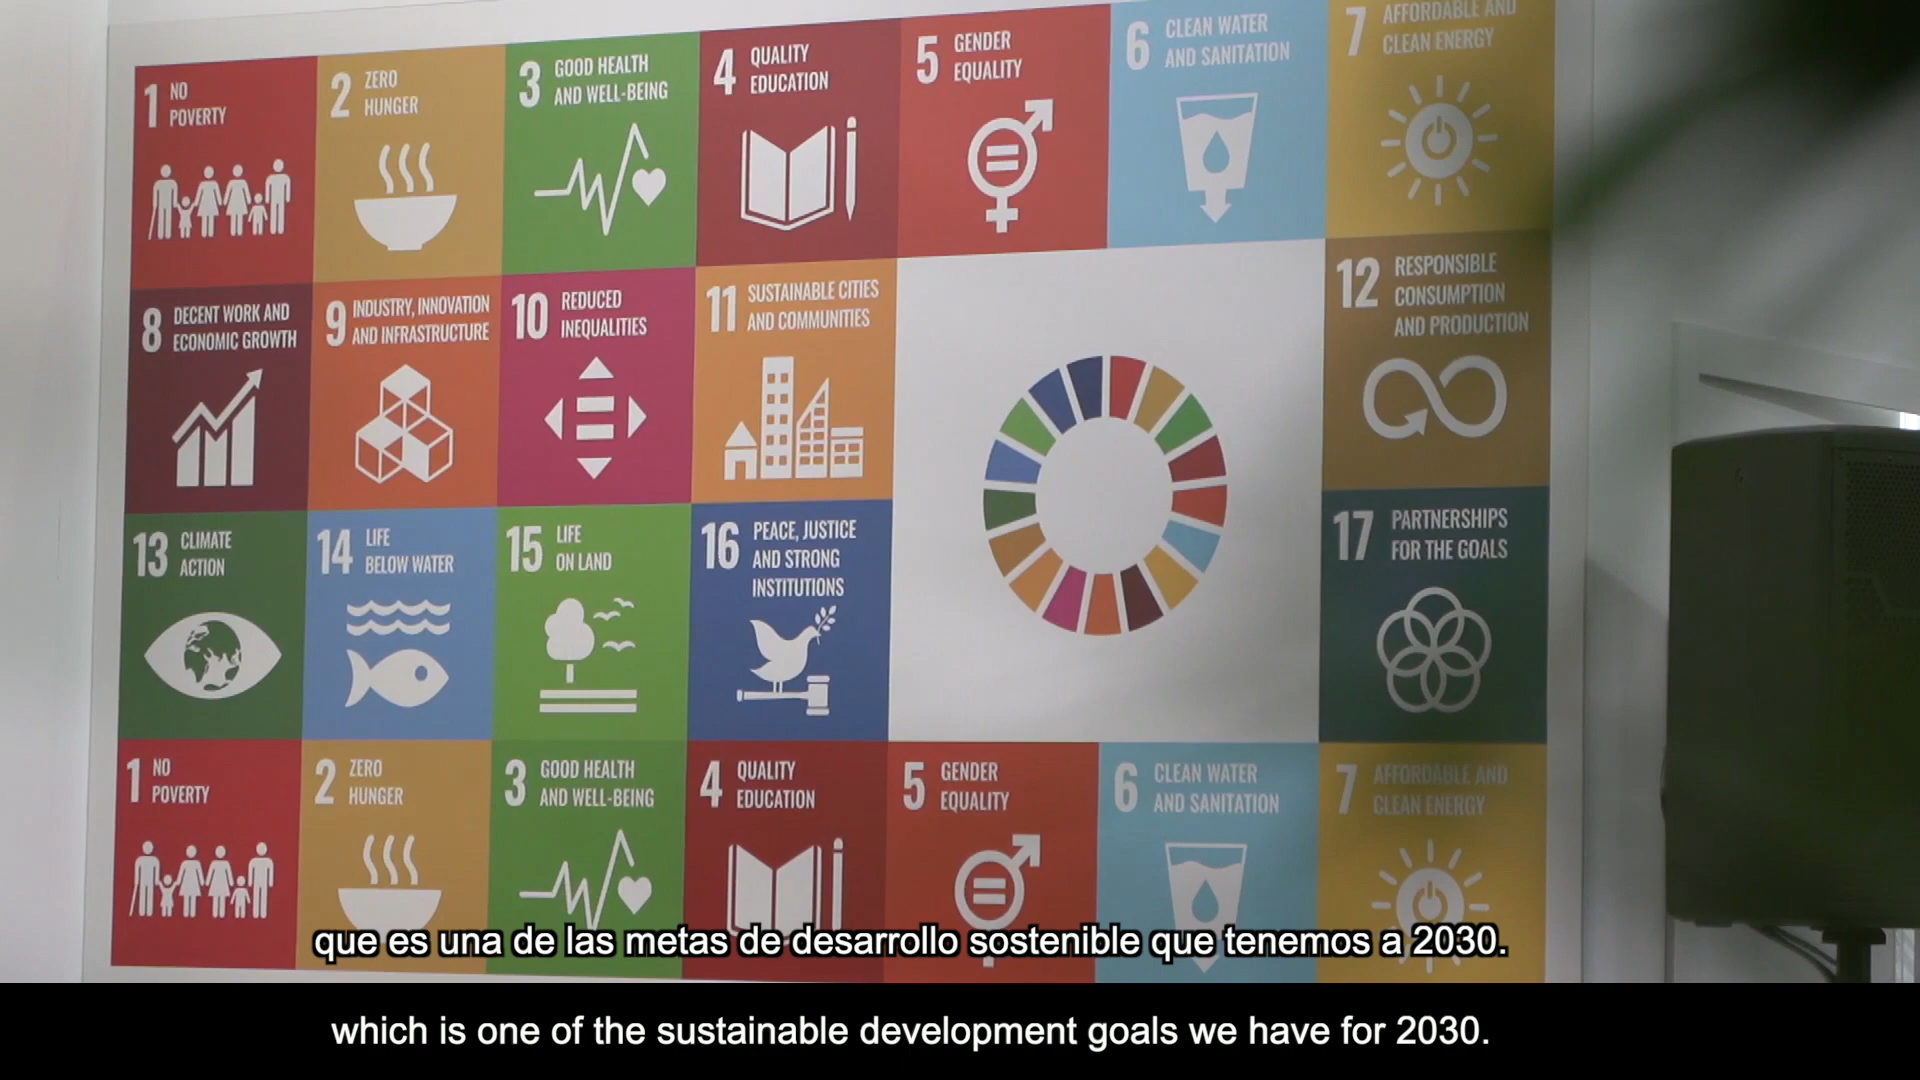 1 NO
POVERTY
2 ZERO
HUNGER
3 GOOD HEALTH
AND WELL-BEING
4 QUALITY
EDUCATION
5 GENDER
EQUALITY
6 CLEAN WATER
AND SANITATION
7 AFFORDABLE AND
CLEAN ENERGY
8 DECENT WORK AND
ECONOMIC GROWTH
9 INDUSTRY, INNOVATION
AND INFRASTRUCTURE
10 REDUCED
INEQUALITIES
11 SUSTAINABLE CITIES
AND COMMUNITIES
12 RESPONSIBLE
CONSUMPTION
AND PRODUCTION
13 CLIMATE
ACTION
14 LIFE
BELOW WATER
15 LIFE
ON LAND
16 PEACE, JUSTICE
AND STRONG
INSTITUTIONS
17 PARTNERSHIPS
FOR THE GOALS
1 NO
POVERTY
2 ZERO
HUNGER
3 GOOD HEALTH
AND WELL-BEING
4 QUALITY
EDUCATION
5 GENDER
EQUALITY
6 CLEAN WATER
AND SANITATION
7 AFFORDABLE AND
CLEAN ENERGY
que es una de las metas de desarrollo sostenible que tenemos a 2030.
which is one of the sustainable development goals we have for 2030.